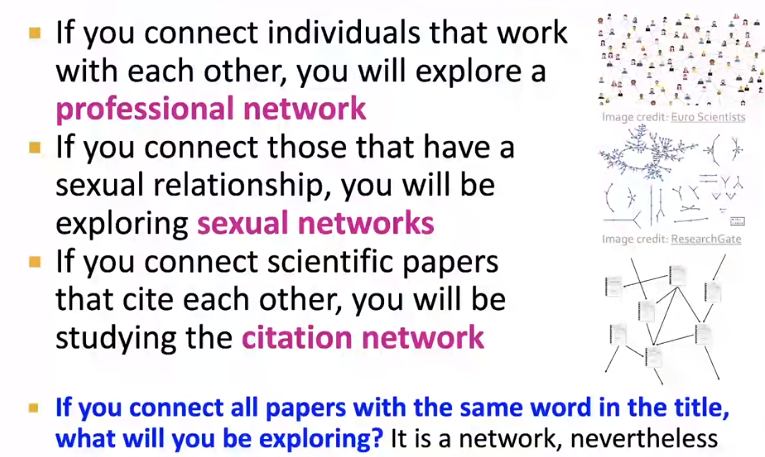 If you connect individuals that work
with each other, you will explore a
professional network
Image credit: Euro Scientists
If you connect those that have a
sexual relationship, you will be
exploring sexual networks
Image credit: ResearchGate
If you connect scientific papers
that cite each other, you will be
studying the citation network
If you connect all papers with the same word in the title,
what will you be exploring? It is a network, nevertheless